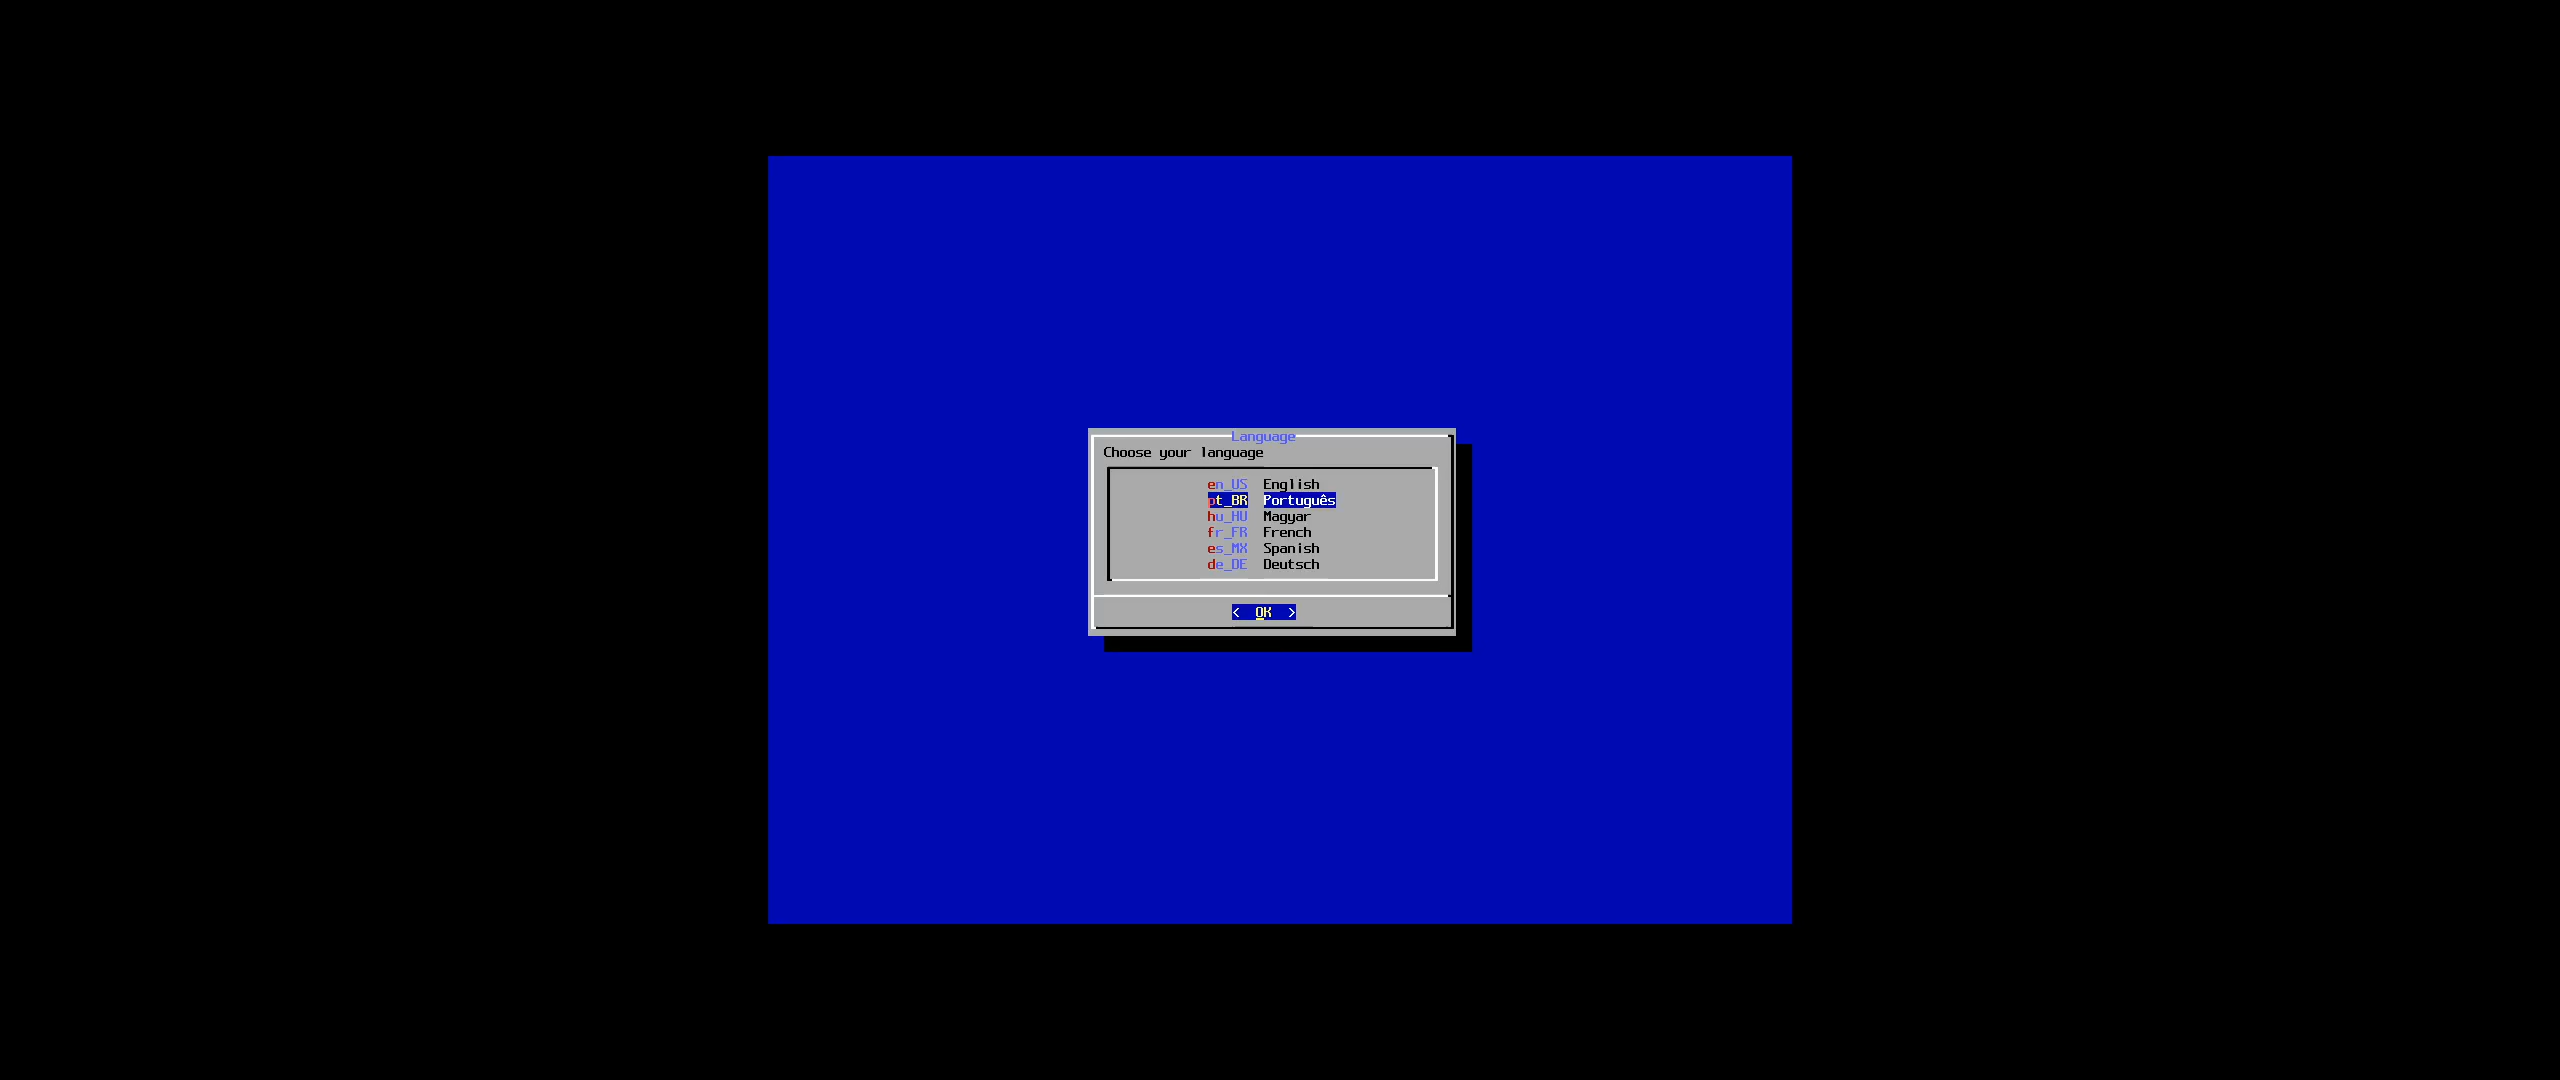 Language
Choose your language
en_US English
pt_BR Português
hu_HU Magyar
fr_FR French
es_MX Spanish
de_DE Deutsch
< OK >